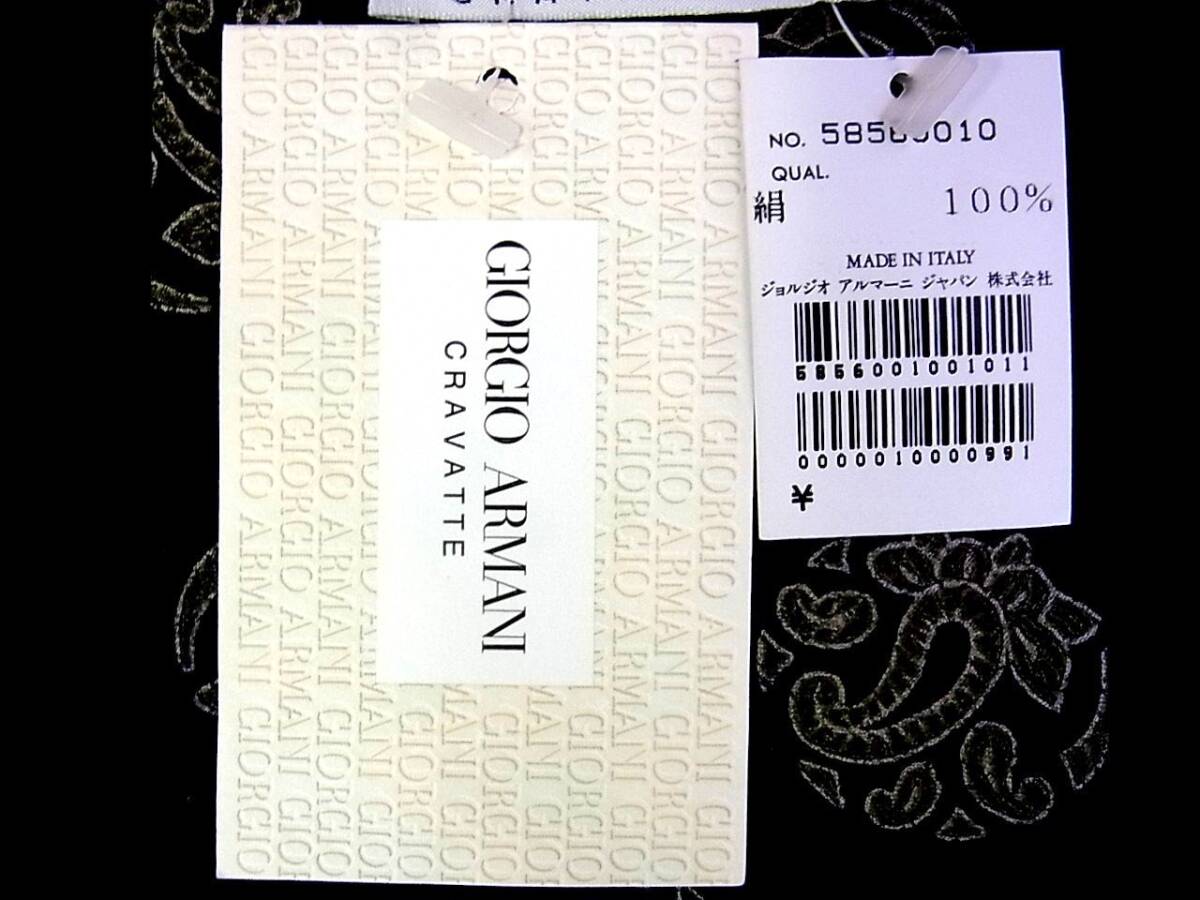 GIORGIO ARMANI
CRAVATTE
NO.
QUAL.
絹 100%
MADE IN ITALY
ジョルジオ アルマーニ ジャパン 株式会社
5856001001011
0000010000991
¥